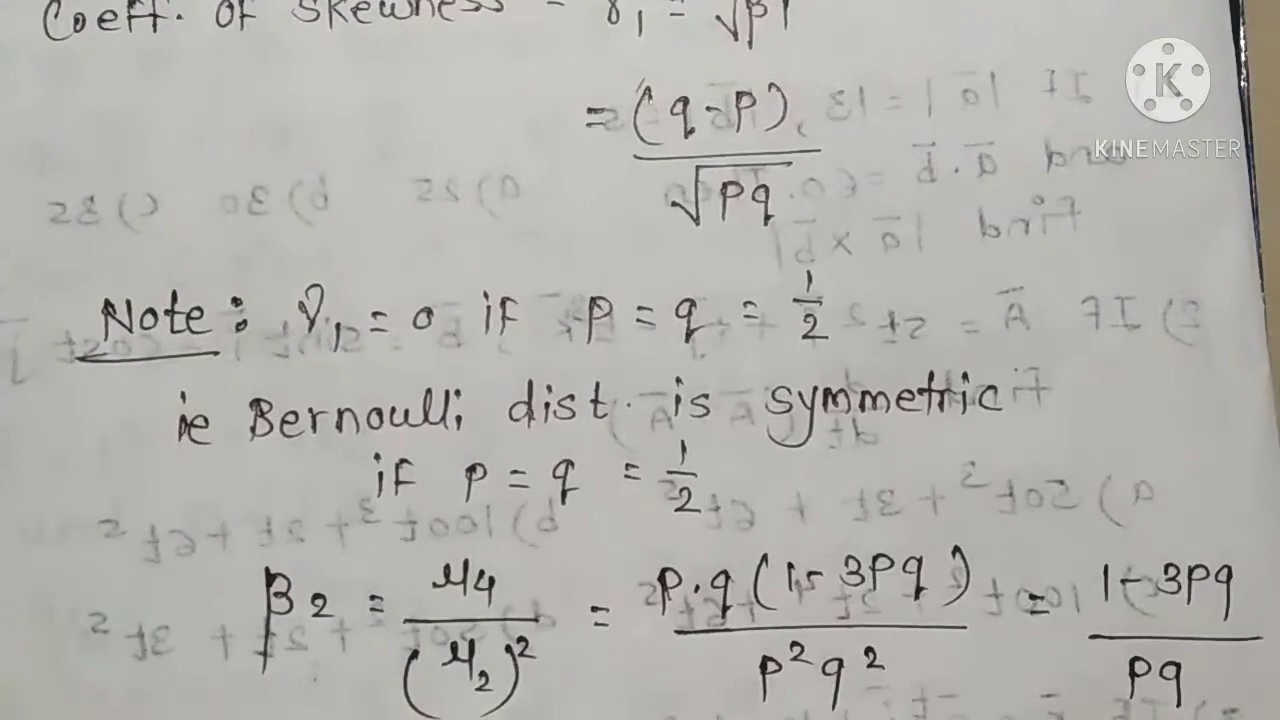 Coeff. of Skewness = γ₁ = √β₁
= (q-p) / √pq
KINEMASTER
Note: γ₁ = 0 if p = q = 1/2
ie Bernoulli dist. is symmetric
if p = q = 1/2
β₂ = μ₄ / (μ₂)² = p.q (1 - 3pq) / p²q² = 1 - 3pq / pq